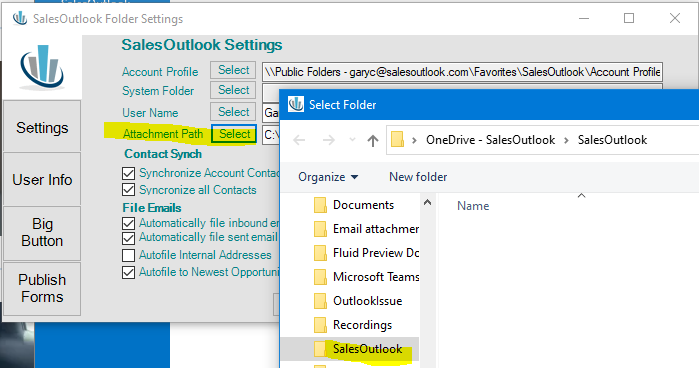 SalesOutlook Folder Settings
SalesOutlook Settings
Account Profile Select \\Public Folders - garyc@salesoutlook.com\Favorites\SalesOutlook\Account Profile
System Folder Select
User Name Select Ga
Attachment Path Select C:\
Settings
User Info
Big
Button
Publish
Forms
Contact Synch
Synchronize Account Contac
Syncronize all Contacts
File Emails
Automatically file inbound en
Automatically file sent email
Autofile Internal Addresses
Autofile to Newest Opportuni
Select Folder
OneDrive - SalesOutlook > SalesOutlook
Organize New folder
Name
Documents
Email attachmer
Fluid Preview Do
Microsoft Teams
OutlookIssue
Recordings
SalesOutlook